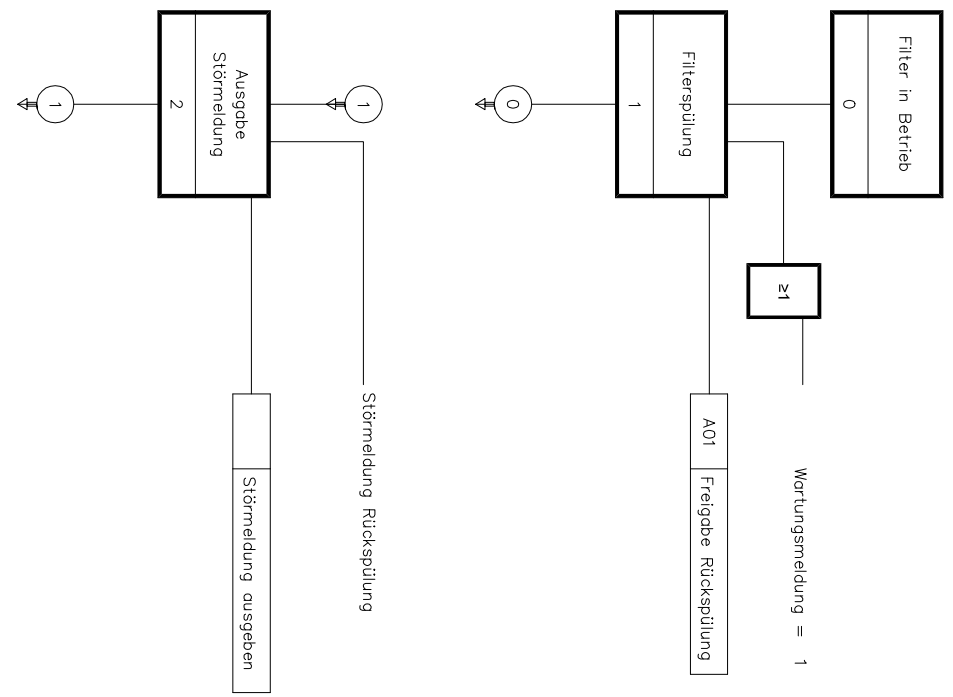 Filter in Betrieb
0
≥1
Wartungsmeldung = 1
Filterspülung
1
A01
Freigabe Rückspülung
0
1
Störmeldung Rückspülung
Ausgabe
Störmeldung
2
Störmeldung ausgeben
1